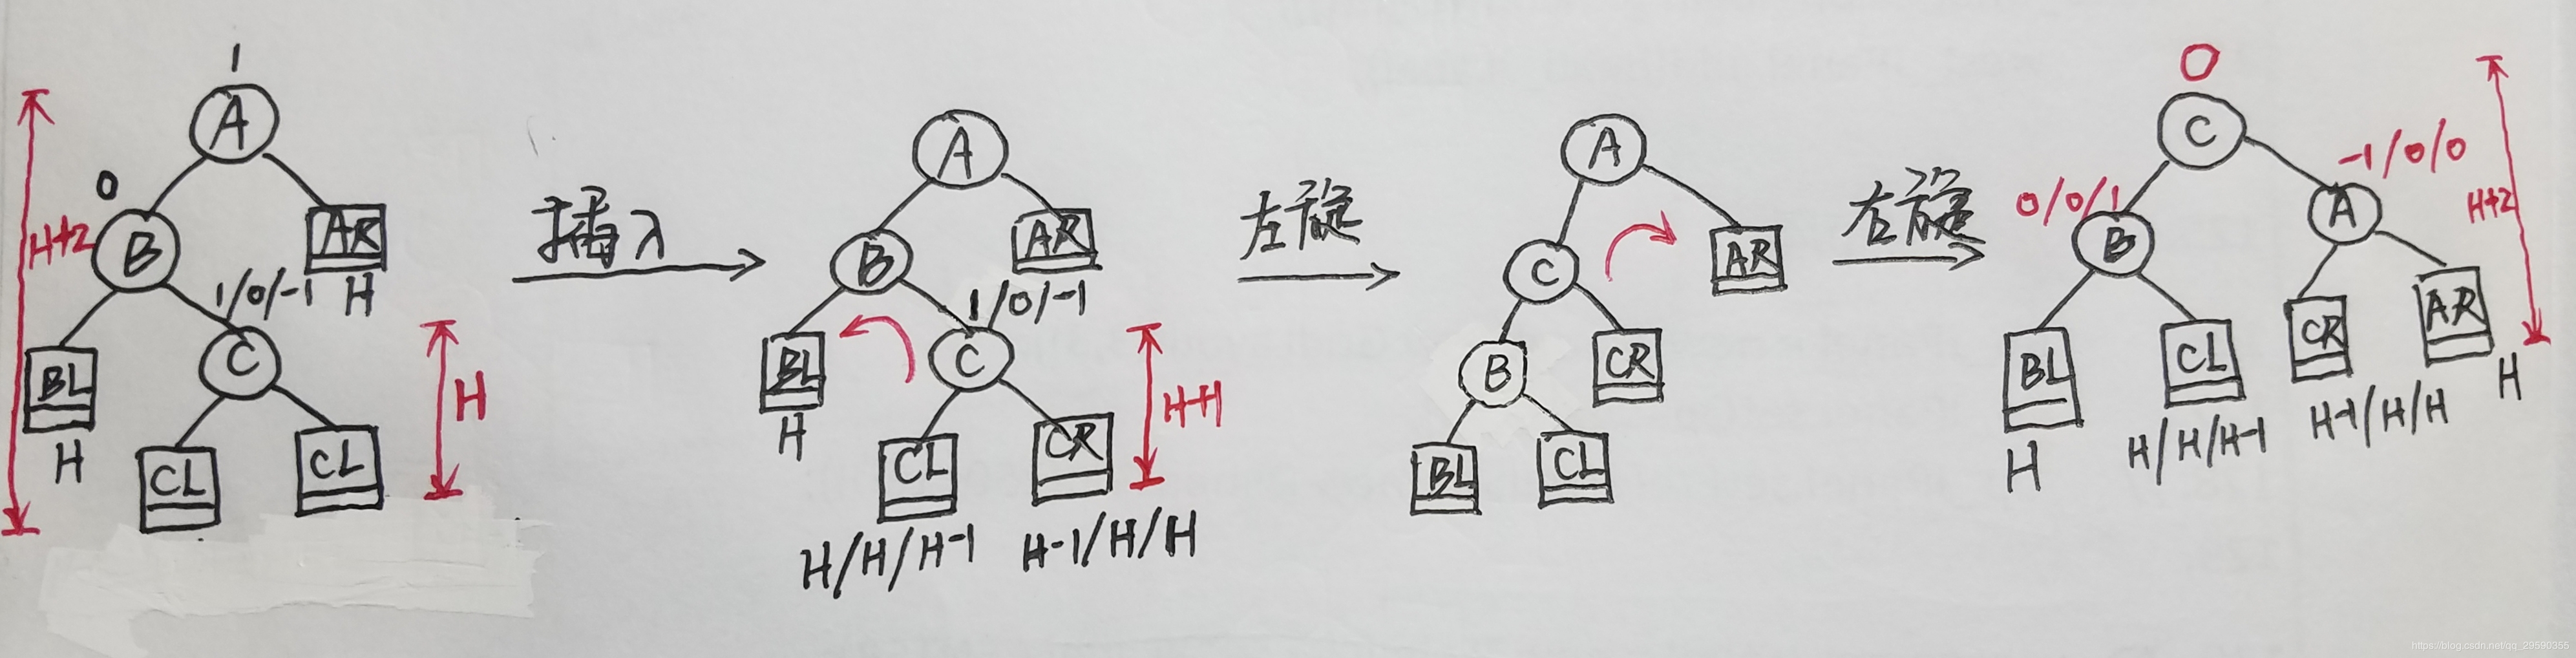 1
A
0
B
AR
H+2
1/0/-1
H
BL
H
C
H
CL
CL
插入
A
B
AR
1/0/-1
BL
H
C
H+1
CL
CR
H/H/H-1
H-1/H/H
左旋
A
C
AR
B
CR
BL
CL
右旋
0
C
-1/0/0
0/0/1
B
A
H+2
BL
CL
CR
AR
H
H/H/H-1
H-1/H/H
H
https://blog.csdn.net/qq_29590355